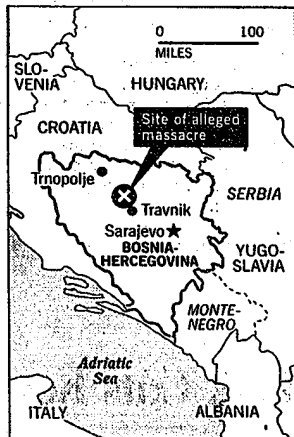 0 100
MILES
SLO-
VENIA
HUNGARY
CROATIA
Site of alleged
massacre
Trnopolje
Travnik
SERBIA
Sarajevo
BOSNIA-
HERCEGOVINA
YUGO-
SLAVIA
MONTE-
NEGRO
Adriatic
Sea
ITALY
ALBANIA